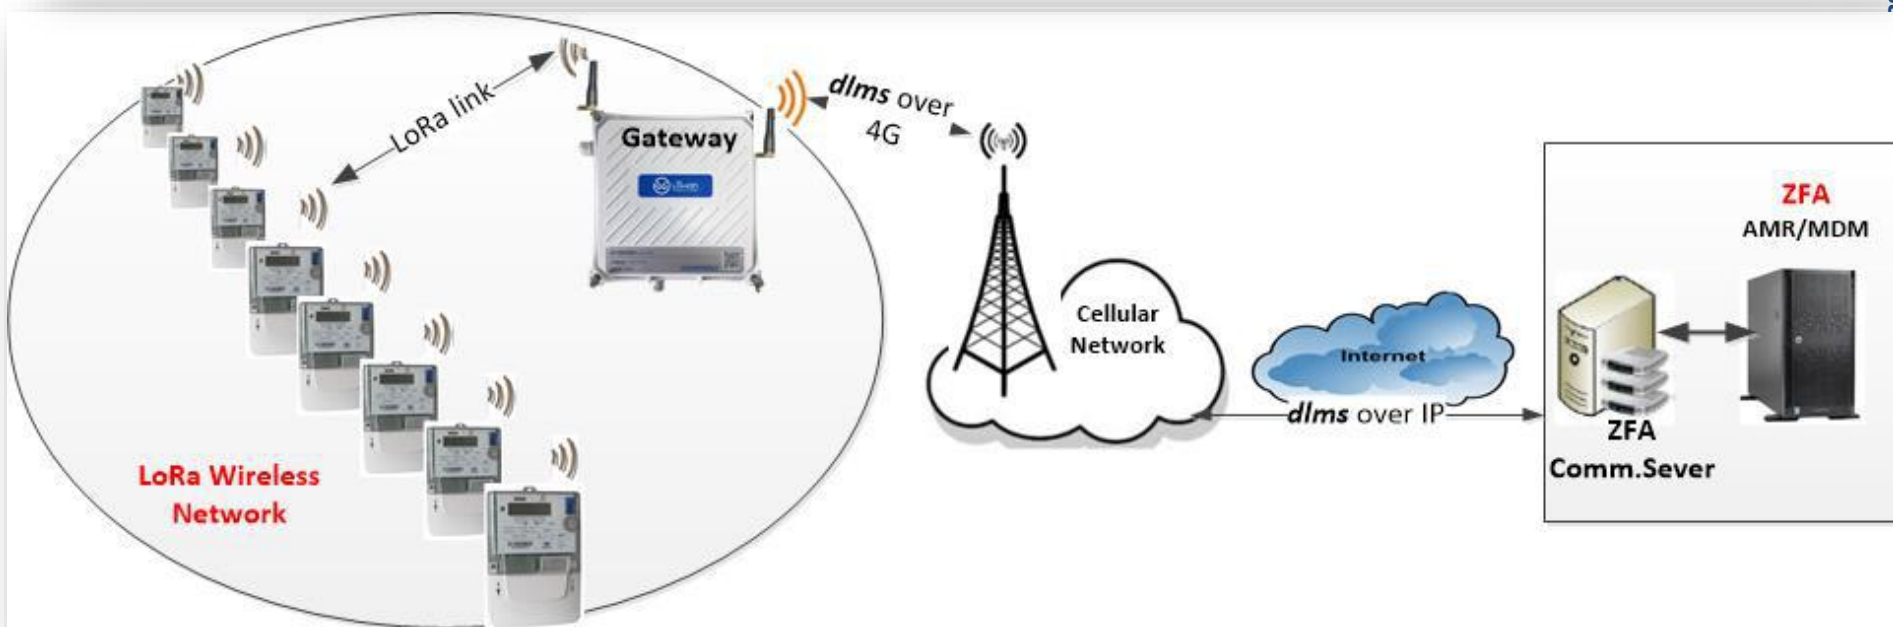 LoRa link
Gateway
dlms over
4G
LoRa Wireless
Network
Cellular
Network
Internet
dlms over IP
ZFA
AMR/MDM
ZFA
Comm.Sever